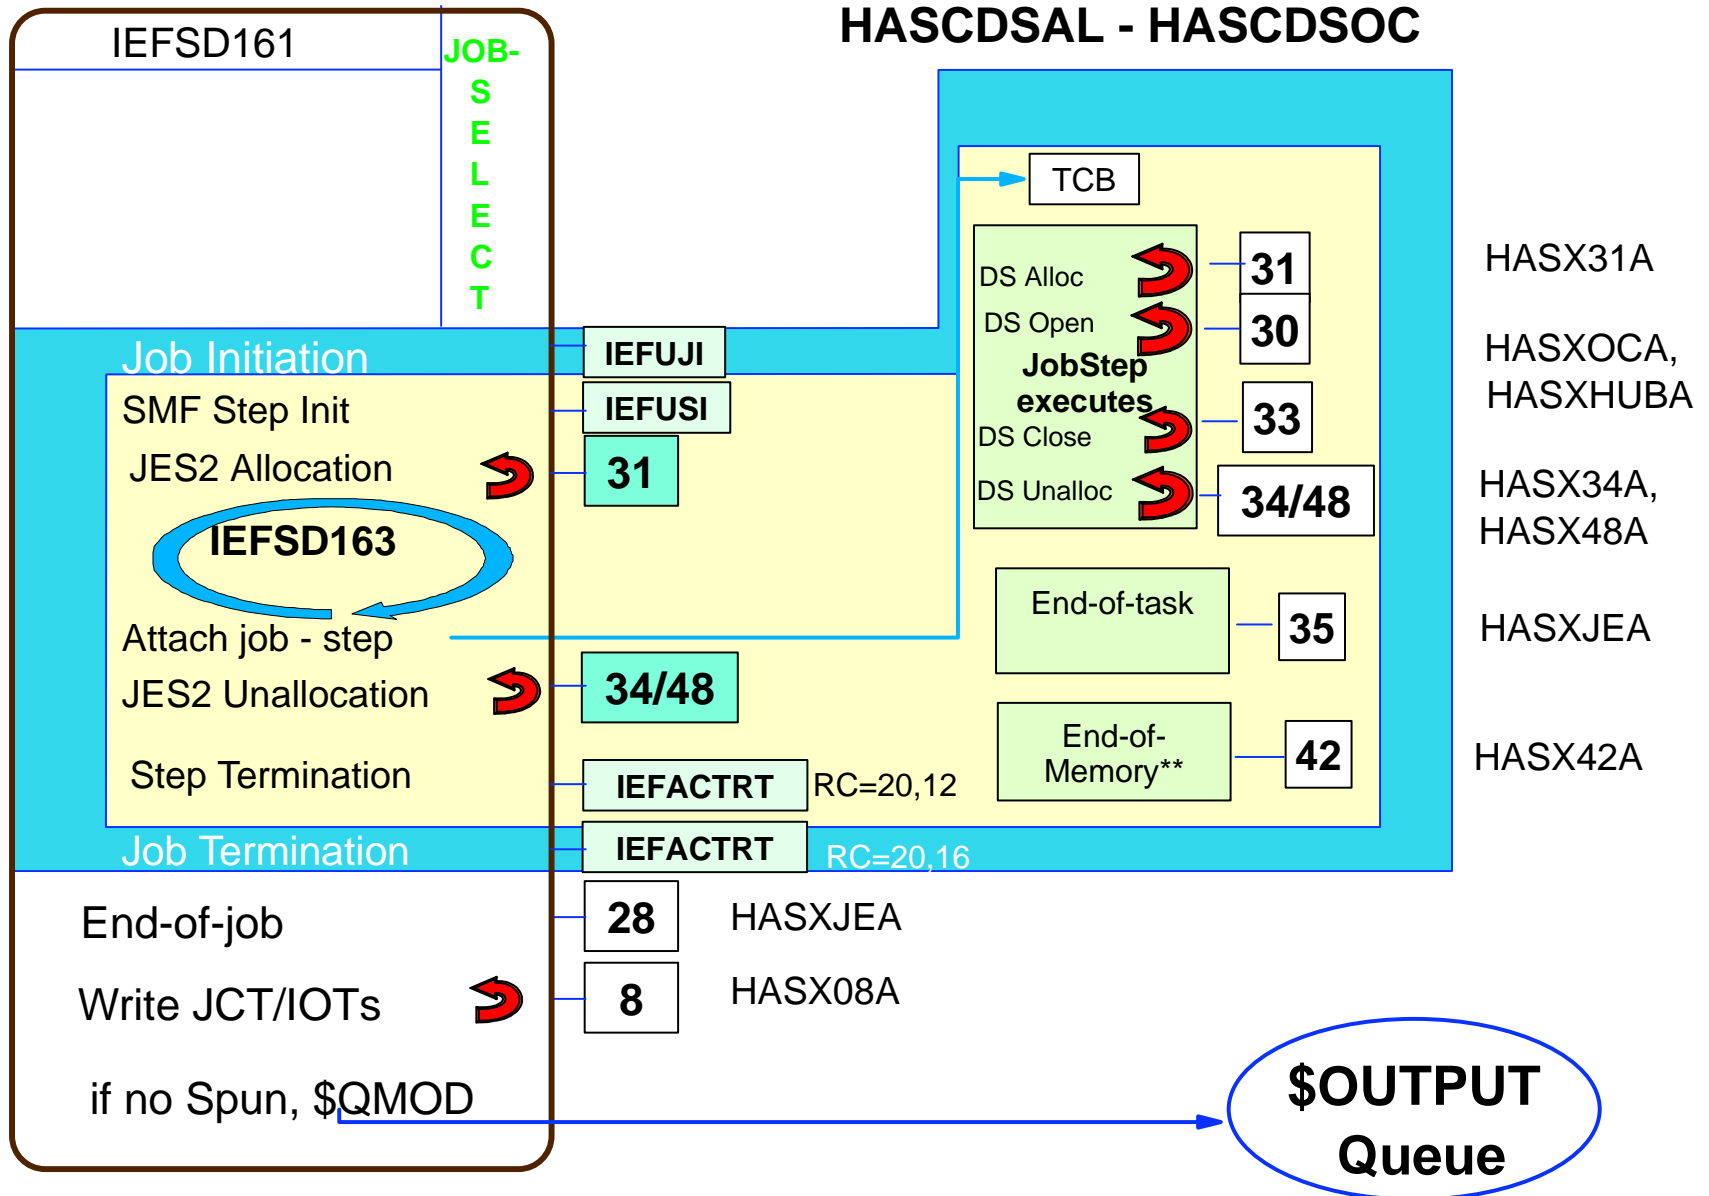 HASCDSAL - HASCDSOC
IEFSD161
JOB-
S
E
L
E
C
T
TCB
DS Alloc
31
HASX31A
DS Open
30
HASXOCA,
HASXHUBA
JobStep
executes
DS Close
33
DS Unalloc
34/48
HASX34A,
HASX48A
Job Initiation
IEFUJI
SMF Step Init
IEFUSI
JES2 Allocation
31
IEFSD163
Attach job - step
JES2 Unallocation
34/48
End-of-task
35
HASXJEA
End-of-
Memory**
42
HASX42A
Step Termination
IEFACTRT
RC=20,12
Job Termination
IEFACTRT
RC=20,16
End-of-job
28
HASXJEA
Write JCT/IOTs
8
HASX08A
if no Spun, $QMOD
$OUTPUT
Queue